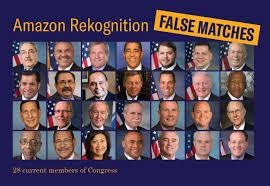 Amazon Rekognition FALSE MATCHES
28 current members of Congress